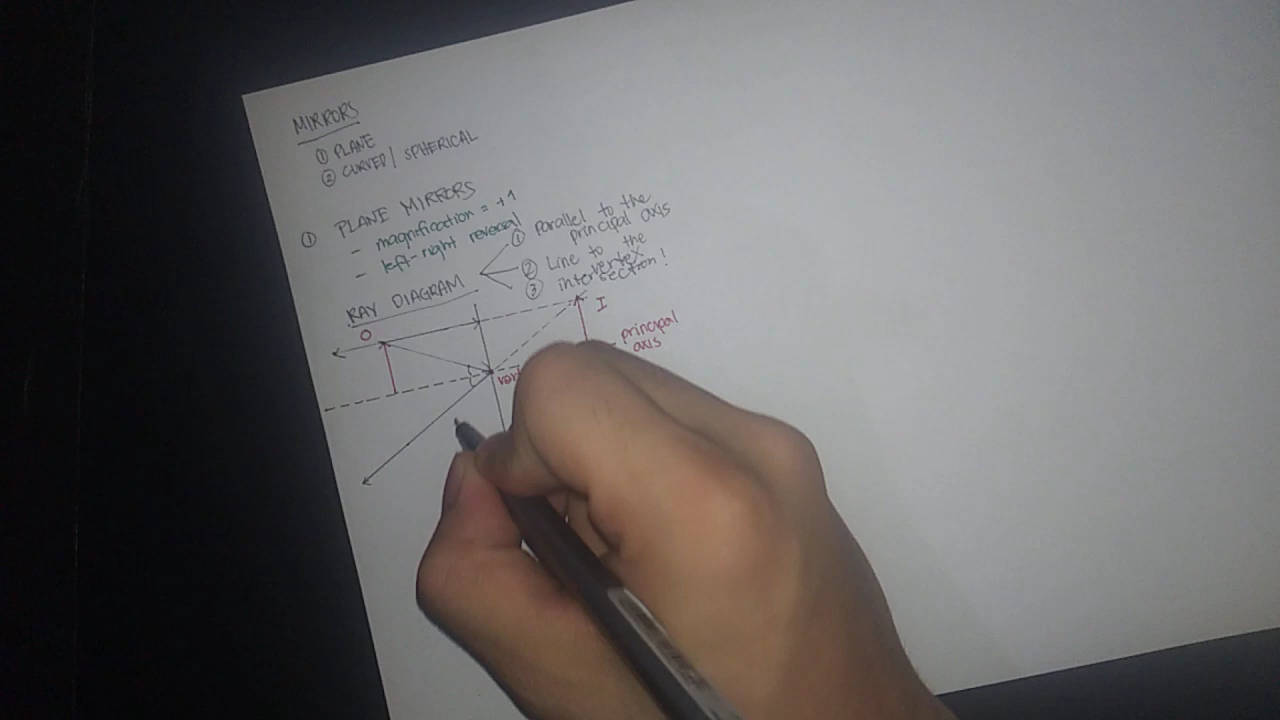 MIRRORS
① PLANE
② CURVED / SPHERICAL
① PLANE MIRRORS
- magnification = +1
- left-right reversal
RAY DIAGRAM
① parallel to the
principal axis
② Line to the
vertex
③ intersection!
O
I
principal
axis